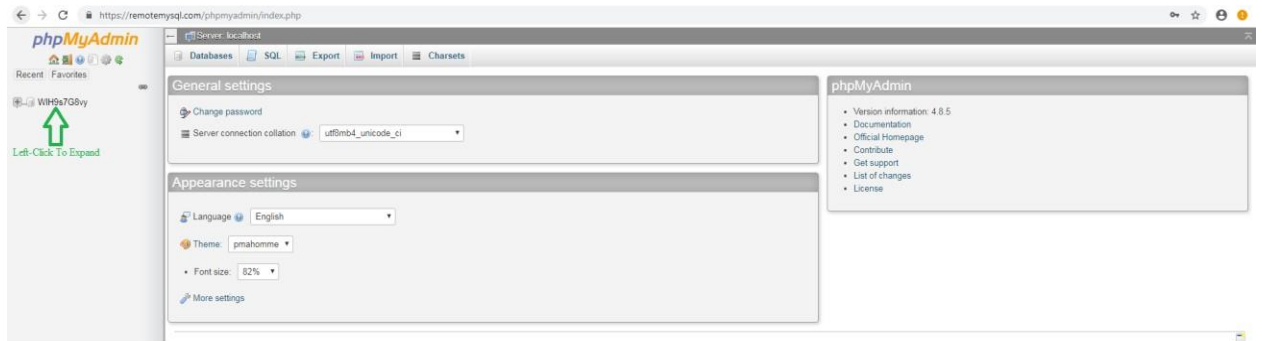 https://remotemysql.com/phpmyadmin/index.php
phpMyAdmin
Recent Favorites
WIH9s7G8vy
Left-Click To Expand
Server: localhost
Databases SQL Export Import Charsets
General settings
Change password
Server connection collation : utf8mb4_unicode_ci
Appearance settings
Language English
Theme: pmahomme
• Font size: 82%
More settings
phpMyAdmin
• Version information: 4.8.5
• Documentation
• Official Homepage
• Contribute
• Get support
• List of changes
• License